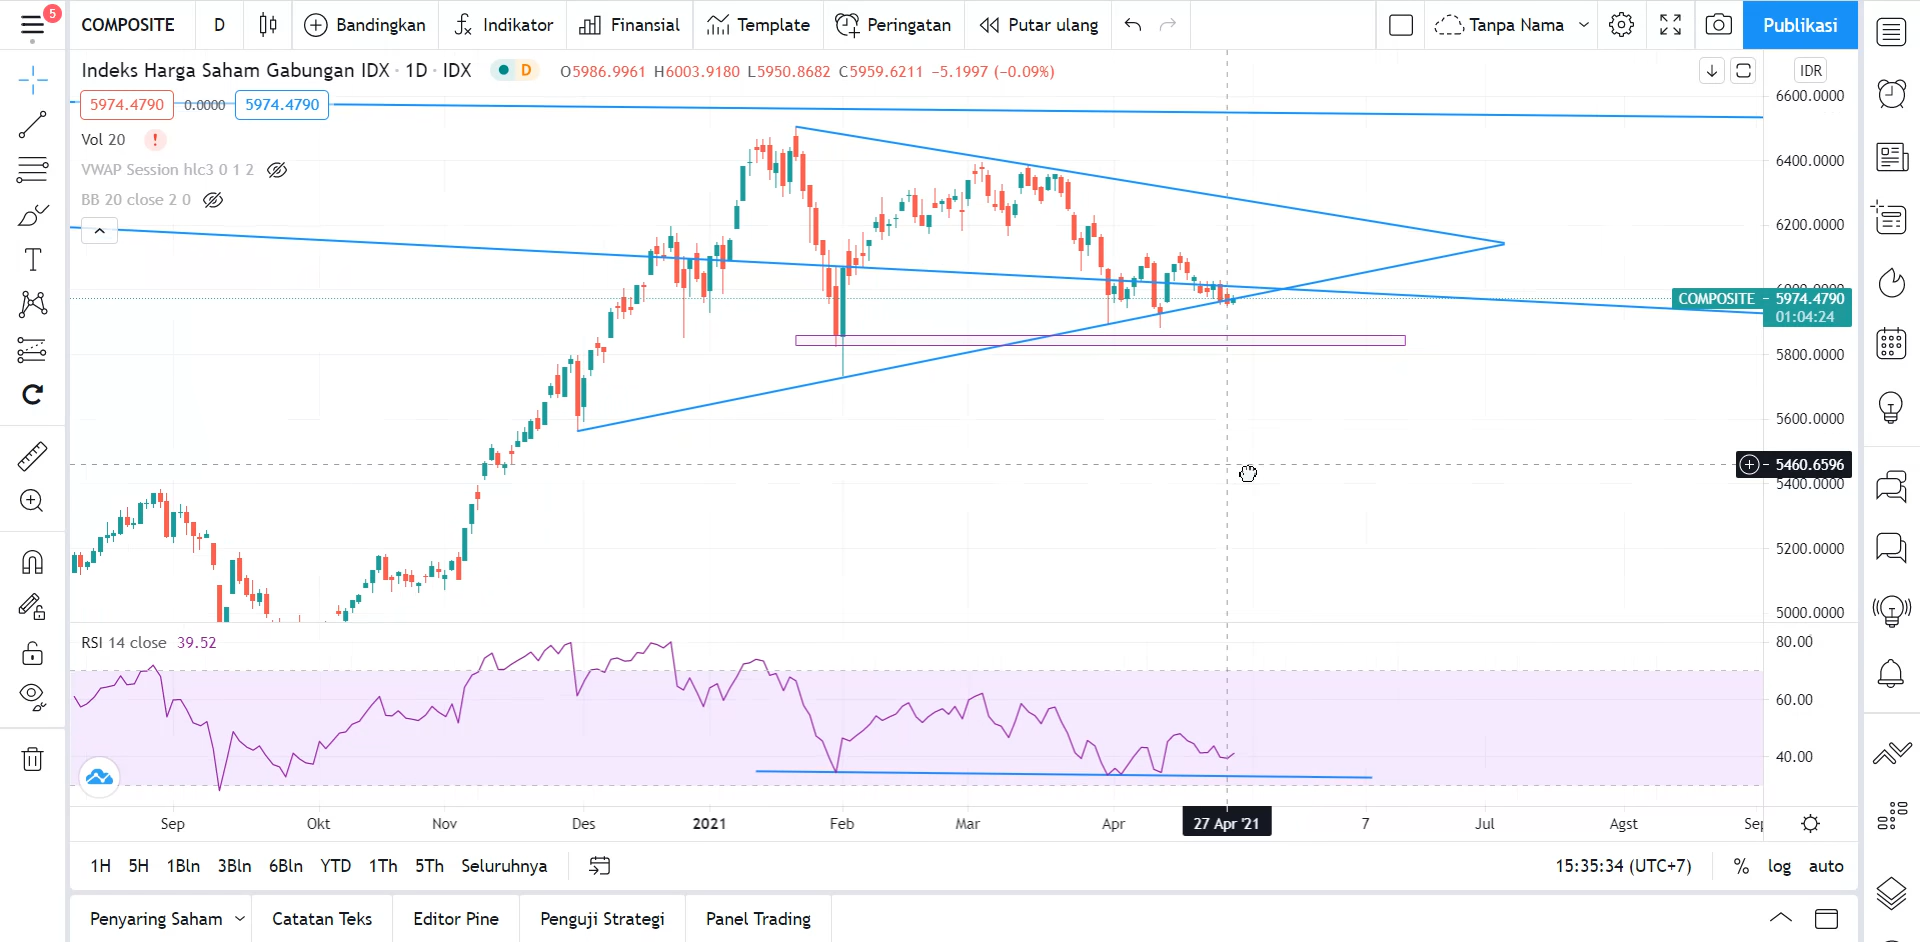 5
COMPOSITE D Bandingkan Indikator Finansial Template Peringatan Putar ulang Tanpa Nama Publikasi
Indeks Harga Saham Gabungan IDX · 1D · IDX D O5986.9961 H6003.9180 L5950.8682 C5959.6211 −5.1997 (−0.09%) IDR
5974.4790 0.0000 5974.4790
Vol 20 !
VWAP Session hlc3 0 1 2
BB 20 close 2 0
6600.0000
6400.0000
6200.0000
COMPOSITE 5974.4790
01:04:24
5800.0000
5600.0000
5460.6596
5400.0000
5200.0000
5000.0000
RSI 14 close 39.52
80.00
60.00
40.00
Sep Okt Nov Des 2021 Feb Mar Apr 27 Apr '21 7 Jul Agst
1H 5H 1Bln 3Bln 6Bln YTD 1Th 5Th Seluruhnya 15:35:34 (UTC+7) % log auto
Penyaring Saham Catatan Teks Editor Pine Penguji Strategi Panel Trading